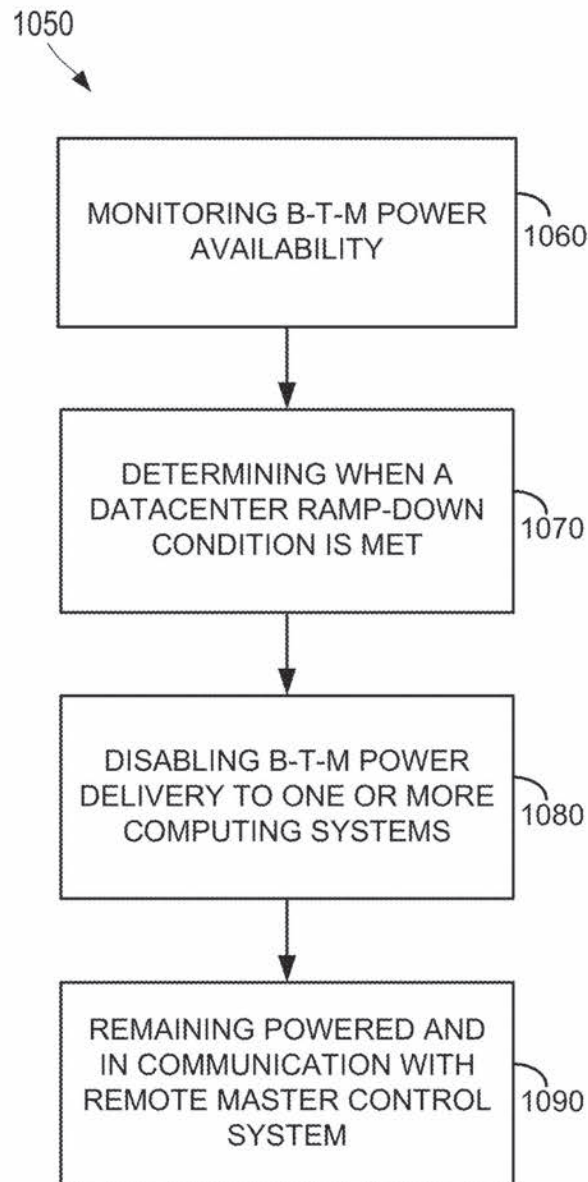 1050
MONITORING B-T-M POWER
AVAILABILITY
1060
DETERMINING WHEN A
DATACENTER RAMP-DOWN
CONDITION IS MET
1070
DISABLING B-T-M POWER
DELIVERY TO ONE OR MORE
COMPUTING SYSTEMS
1080
REMAINING POWERED AND
IN COMMUNICATION WITH
REMOTE MASTER CONTROL
SYSTEM
1090